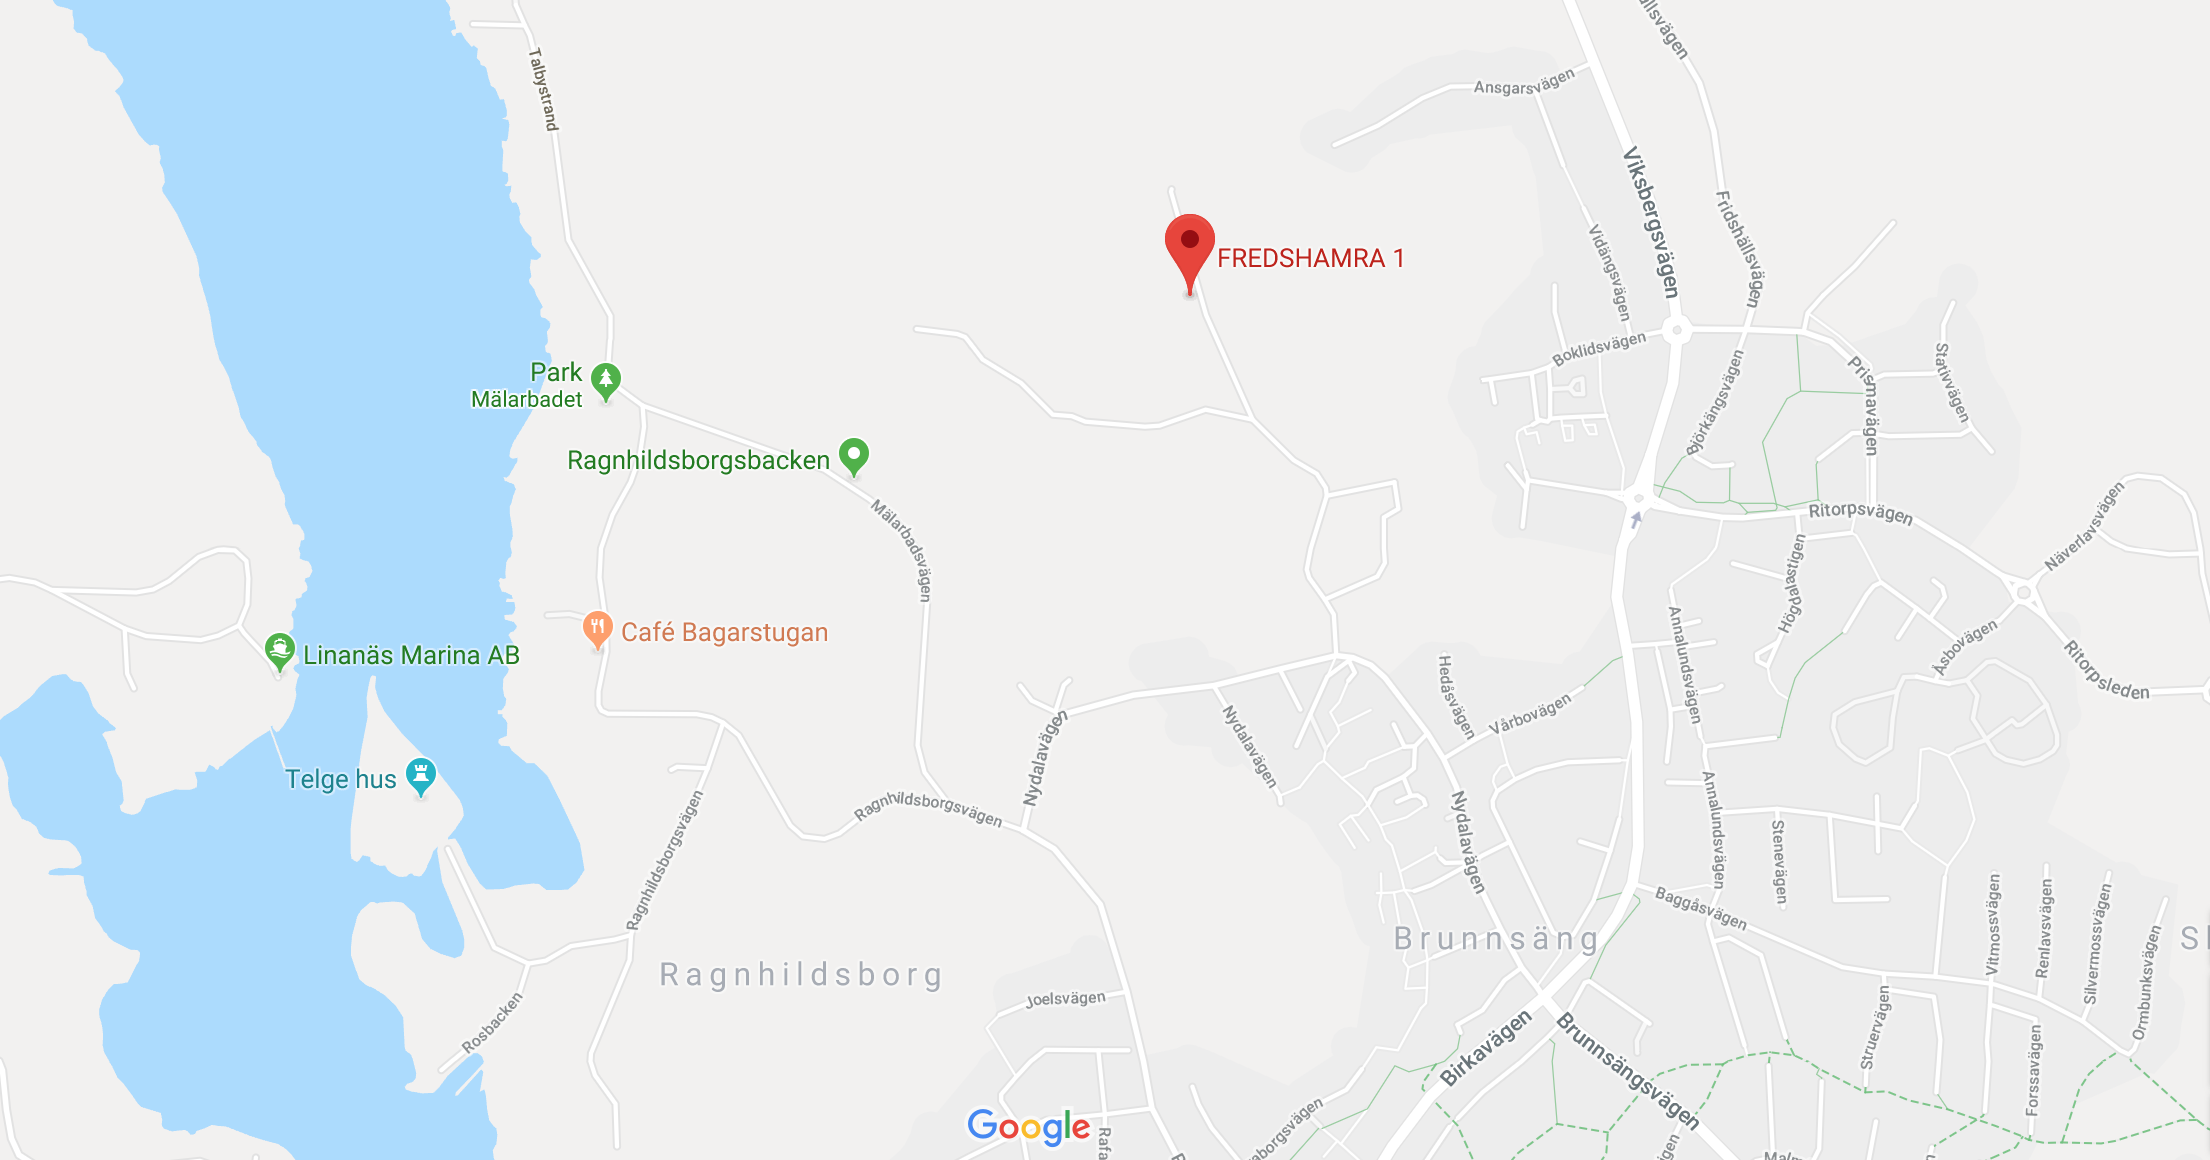 Talbystrand
Ansgarsvägen
Viksbergsvägen
Fridshällsvägen
Vidängsvägen
FREDSHAMRA 1
Boklidsvägen
Park
Mälarbadet
Björkängsvägen
Prismavägen
Stativvägen
Ragnhildsborgsbacken
Mälarbadsvägen
Ritorpsvägen
Näverlavsvägen
Högdalastigen
Café Bagarstugan
Linanäs Marina AB
Annalundsvägen
Åsbovägen
Ritorpsleden
Hedåsvägen
Vårbovägen
Nydalavägen
Nydalavägen
Telge hus
Ragnhildsborgsvägen
Nydalavägen
Annalundsvägen
Stenevägen
Ragnhildsborgsvägen
Baggåsvägen
Vitmossvägen
Renlavsvägen
Silvermossvägen
Ormbunksvägen
Brunnsäng
Ragnhildsborg
Joelsvägen
Rosbacken
Birkavägen
Brunnsängsvägen
Struervägen
Forssavägen
Google